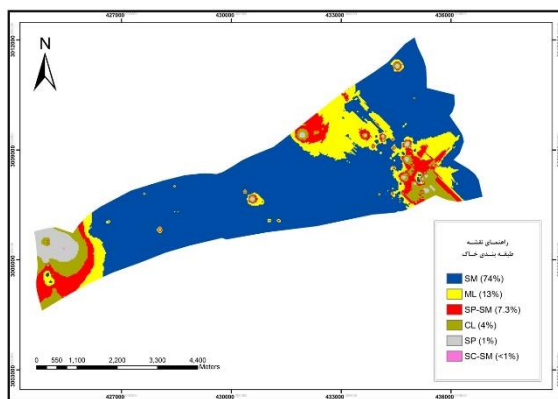 427000 430000 433000 436000
N
3012000
3009000
راهنمای نقشه
طبقه بندی خاک
SM (74%)
ML (13%)
SP-SM (7.3%)
CL (4%)
SP (1%)
SC-SM (<1%)
0 550 1,100 2,200 3,300 4,400
Meters
427000 430000 433000 436000